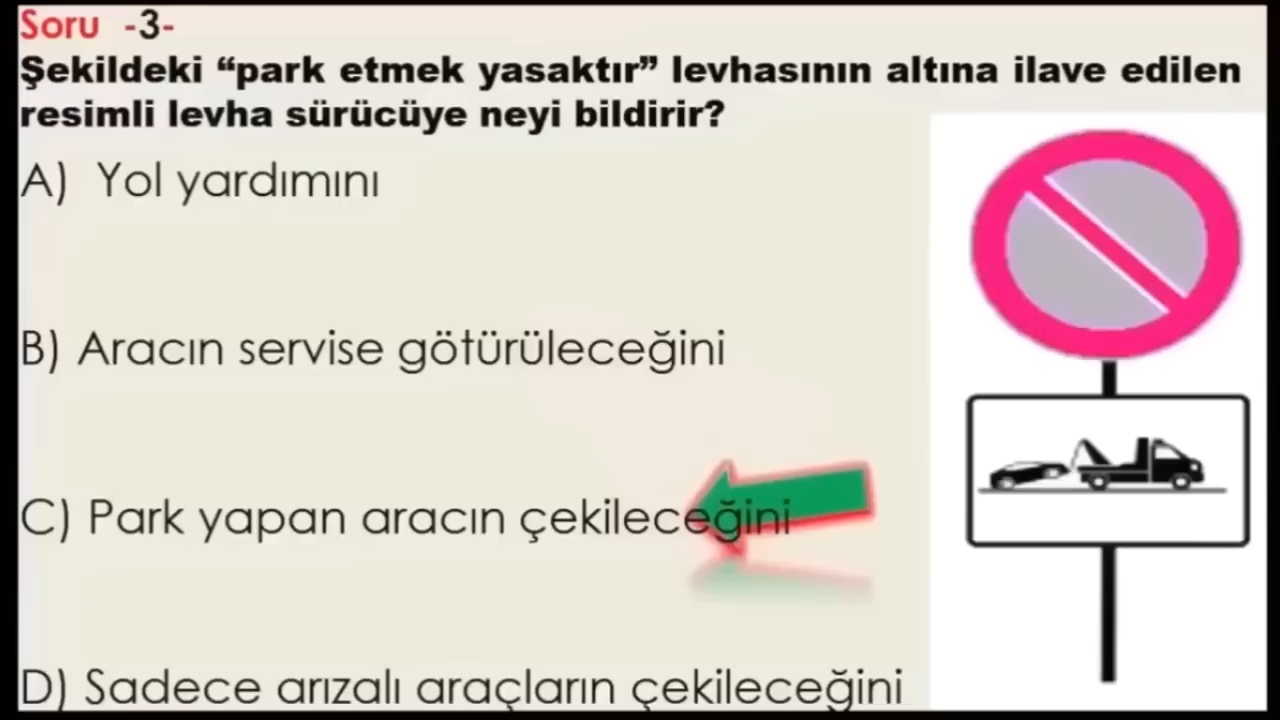 Soru -3-
Şekildeki “park etmek yasaktır” levhasının altına ilave edilen
resimli levha sürücüye neyi bildirir?
A) Yol yardımını
B) Aracın servise götürüleceğini
C) Park yapan aracın çekileceğini
D) Sadece arızalı araçların çekileceğini